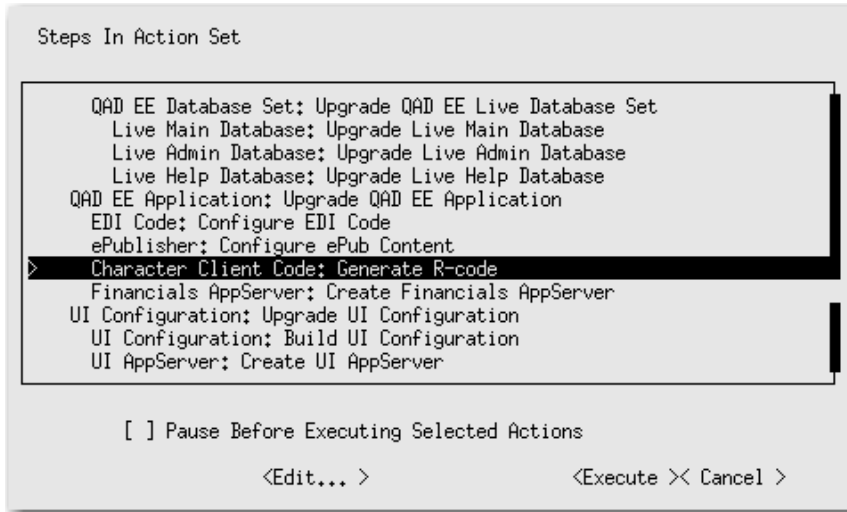 Steps In Action Set
QAD EE Database Set: Upgrade QAD EE Live Database Set
Live Main Database: Upgrade Live Main Database
Live Admin Database: Upgrade Live Admin Database
Live Help Database: Upgrade Live Help Database
QAD EE Application: Upgrade QAD EE Application
EDI Code: Configure EDI Code
ePublisher: Configure ePub Content
> Character Client Code: Generate R-code
Financials AppServer: Create Financials AppServer
UI Configuration: Upgrade UI Configuration
UI Configuration: Build UI Configuration
UI AppServer: Create UI AppServer
[ ] Pause Before Executing Selected Actions
<Edit... > <Execute >< Cancel >